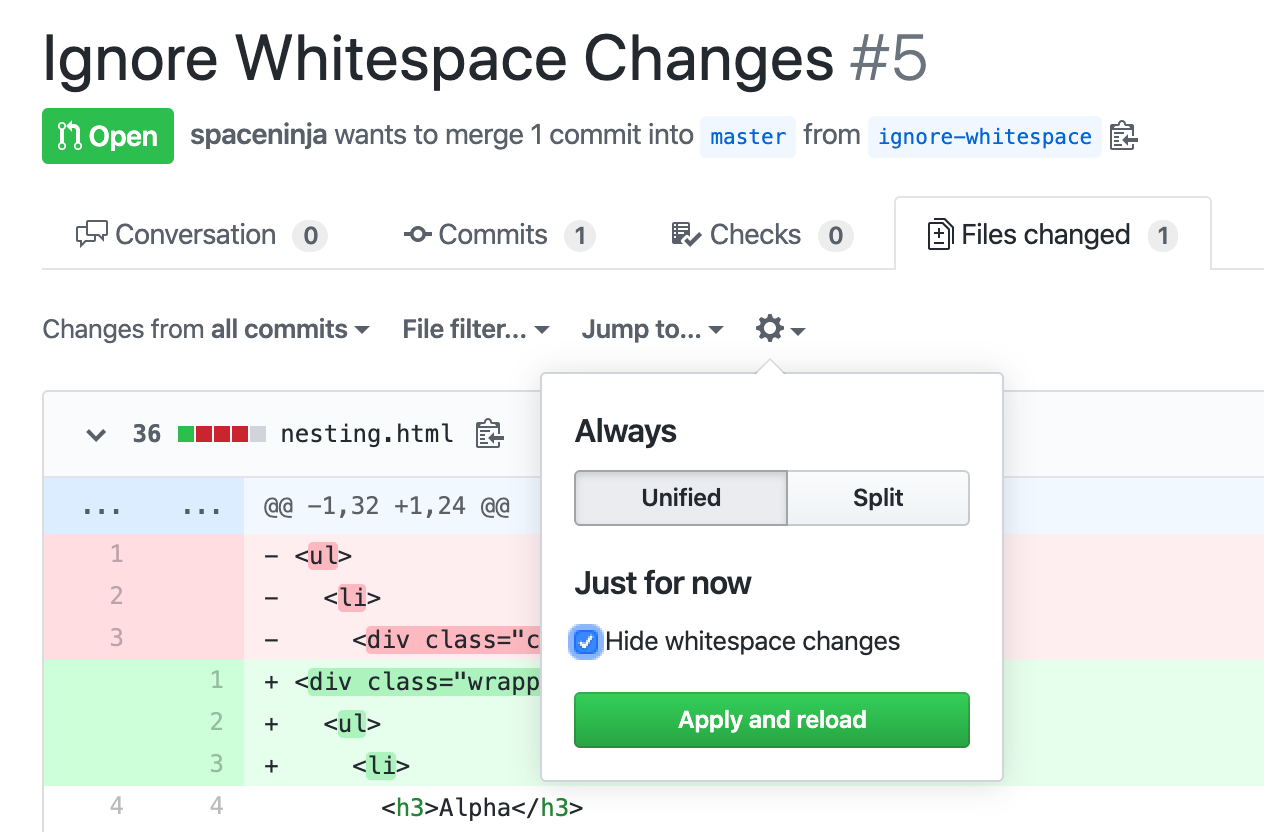 Ignore Whitespace Changes #5
Open spaceninja wants to merge 1 commit into master from ignore-whitespace
Conversation 0 Commits 1 Checks 0 Files changed 1
Changes from all commits File filter... Jump to...
36 nesting.html
Always
Unified Split
Just for now
Hide whitespace changes
Apply and reload
... ... @@ -1,32 +1,24 @@
1 - <ul>
2 - <li>
3 - <div class="c
1 + <div class="wrapp
2 + <ul>
3 + <li>
4 4 <h3>Alpha</h3>